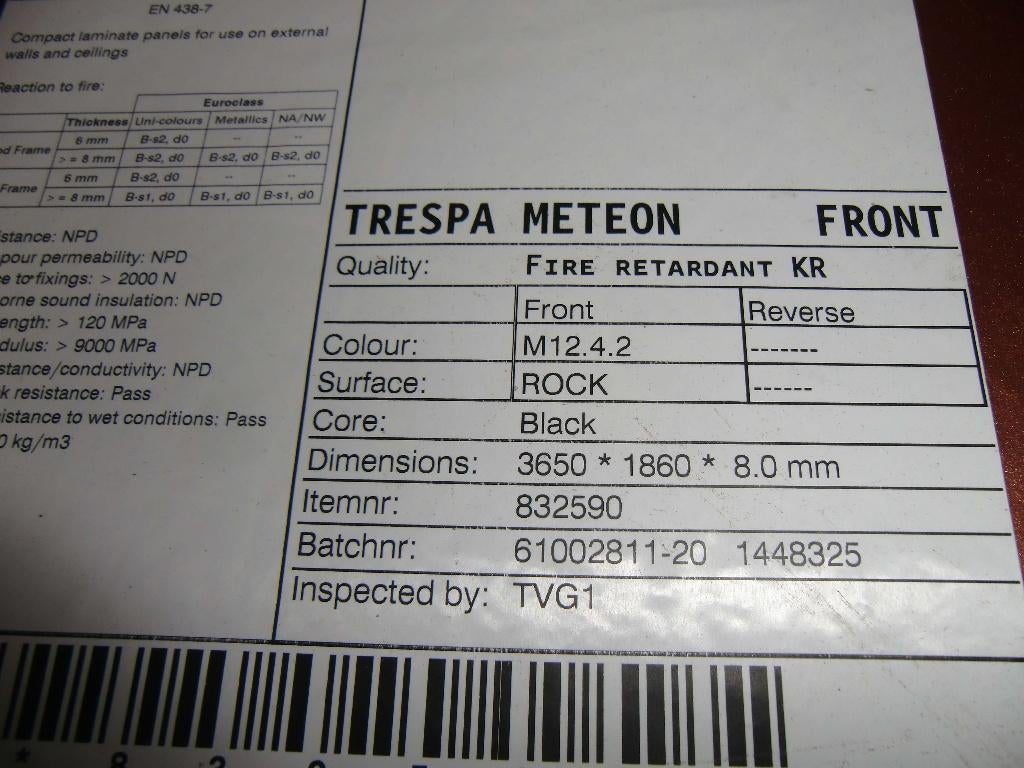 EN 438-7
Compact laminate panels for use on external
walls and ceilings
Reaction to fire:
Euroclass
Thickness Uni-colours Metallics NA/NW
6 mm B-s2, d0 -- --
Frame >= 8 mm B-s2, d0 B-s2, d0 B-s2, d0
6 mm B-s2, d0 -- --
Frame >= 8 mm B-s1, d0 B-s1, d0 B-s1, d0
istance: NPD
pour permeability: NPD
ce to fixings: > 2000 N
orne sound insulation: NPD
ength: > 120 MPa
dulus: > 9000 MPa
stance/conductivity: NPD
k resistance: Pass
istance to wet conditions: Pass
0 kg/m3
TRESPA METEON FRONT
Quality: FIRE RETARDANT KR
Front Reverse
Colour: M12.4.2 -------
Surface: ROCK ------
Core: Black
Dimensions: 3650 * 1860 * 8.0 mm
Itemnr: 832590
Batchnr: 61002811-20 1448325
Inspected by: TVG1